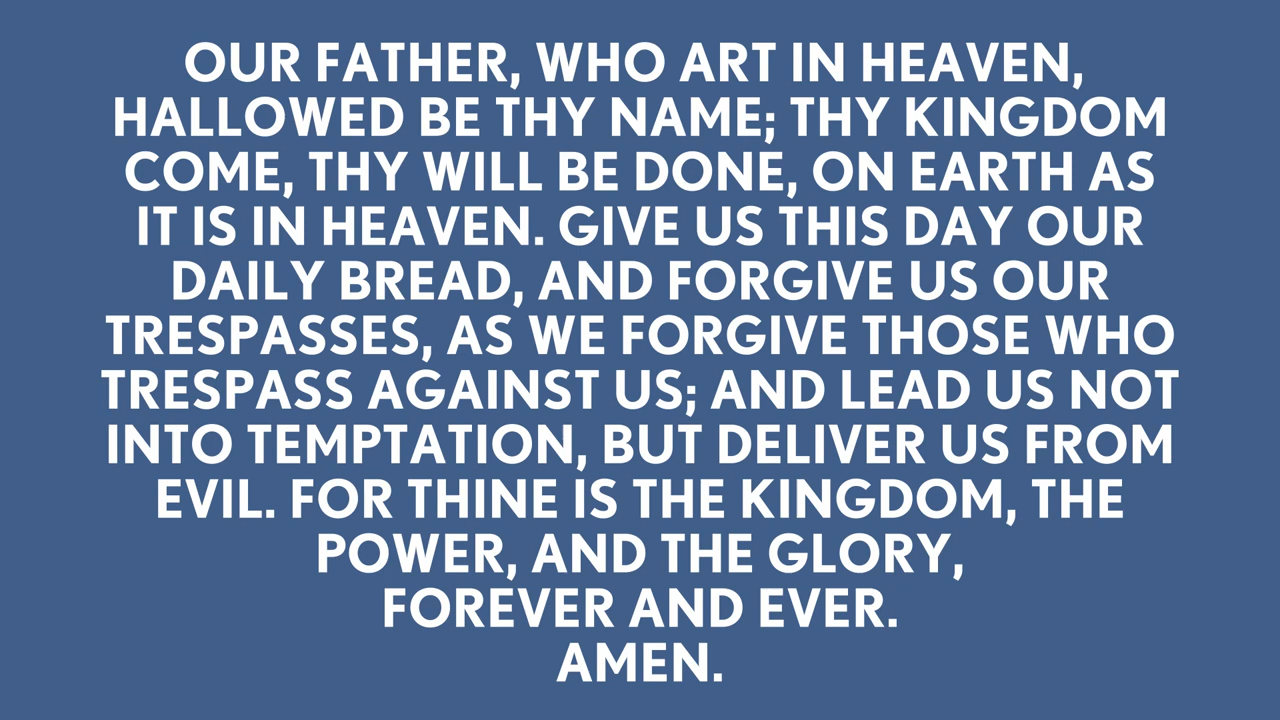 OUR FATHER, WHO ART IN HEAVEN,
HALLOWED BE THY NAME; THY KINGDOM
COME, THY WILL BE DONE, ON EARTH AS
IT IS IN HEAVEN. GIVE US THIS DAY OUR
DAILY BREAD, AND FORGIVE US OUR
TRESPASSES, AS WE FORGIVE THOSE WHO
TRESPASS AGAINST US; AND LEAD US NOT
INTO TEMPTATION, BUT DELIVER US FROM
EVIL. FOR THINE IS THE KINGDOM, THE
POWER, AND THE GLORY,
FOREVER AND EVER.
AMEN.